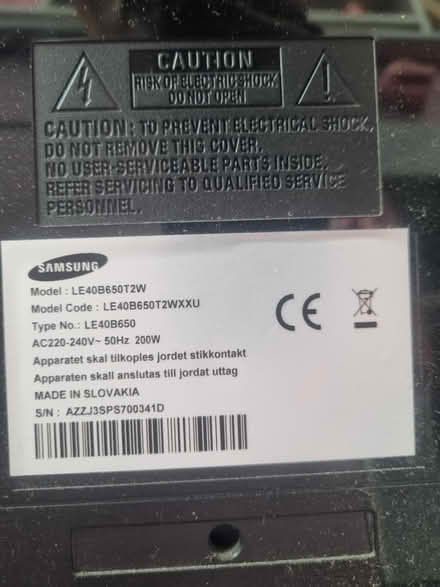 CAUTION
RISK OF ELECTRIC SHOCK
DO NOT OPEN
CAUTION: TO PREVENT ELECTRICAL SHOCK,
DO NOT REMOVE THIS COVER.
NO USER-SERVICEABLE PARTS INSIDE.
REFER SERVICING TO QUALIFIED SERVICE
PERSONNEL.
SAMSUNG
Model : LE40B650T2W
Model Code : LE40B650T2WXXU
Type No.: LE40B650
AC220-240V~ 50Hz 200W
Apparatet skal tilkoples jordet stikkontakt
Apparaten skall anslutas till jordat uttag
MADE IN SLOVAKIA
S/N : AZZJ3SPS700341D
CE